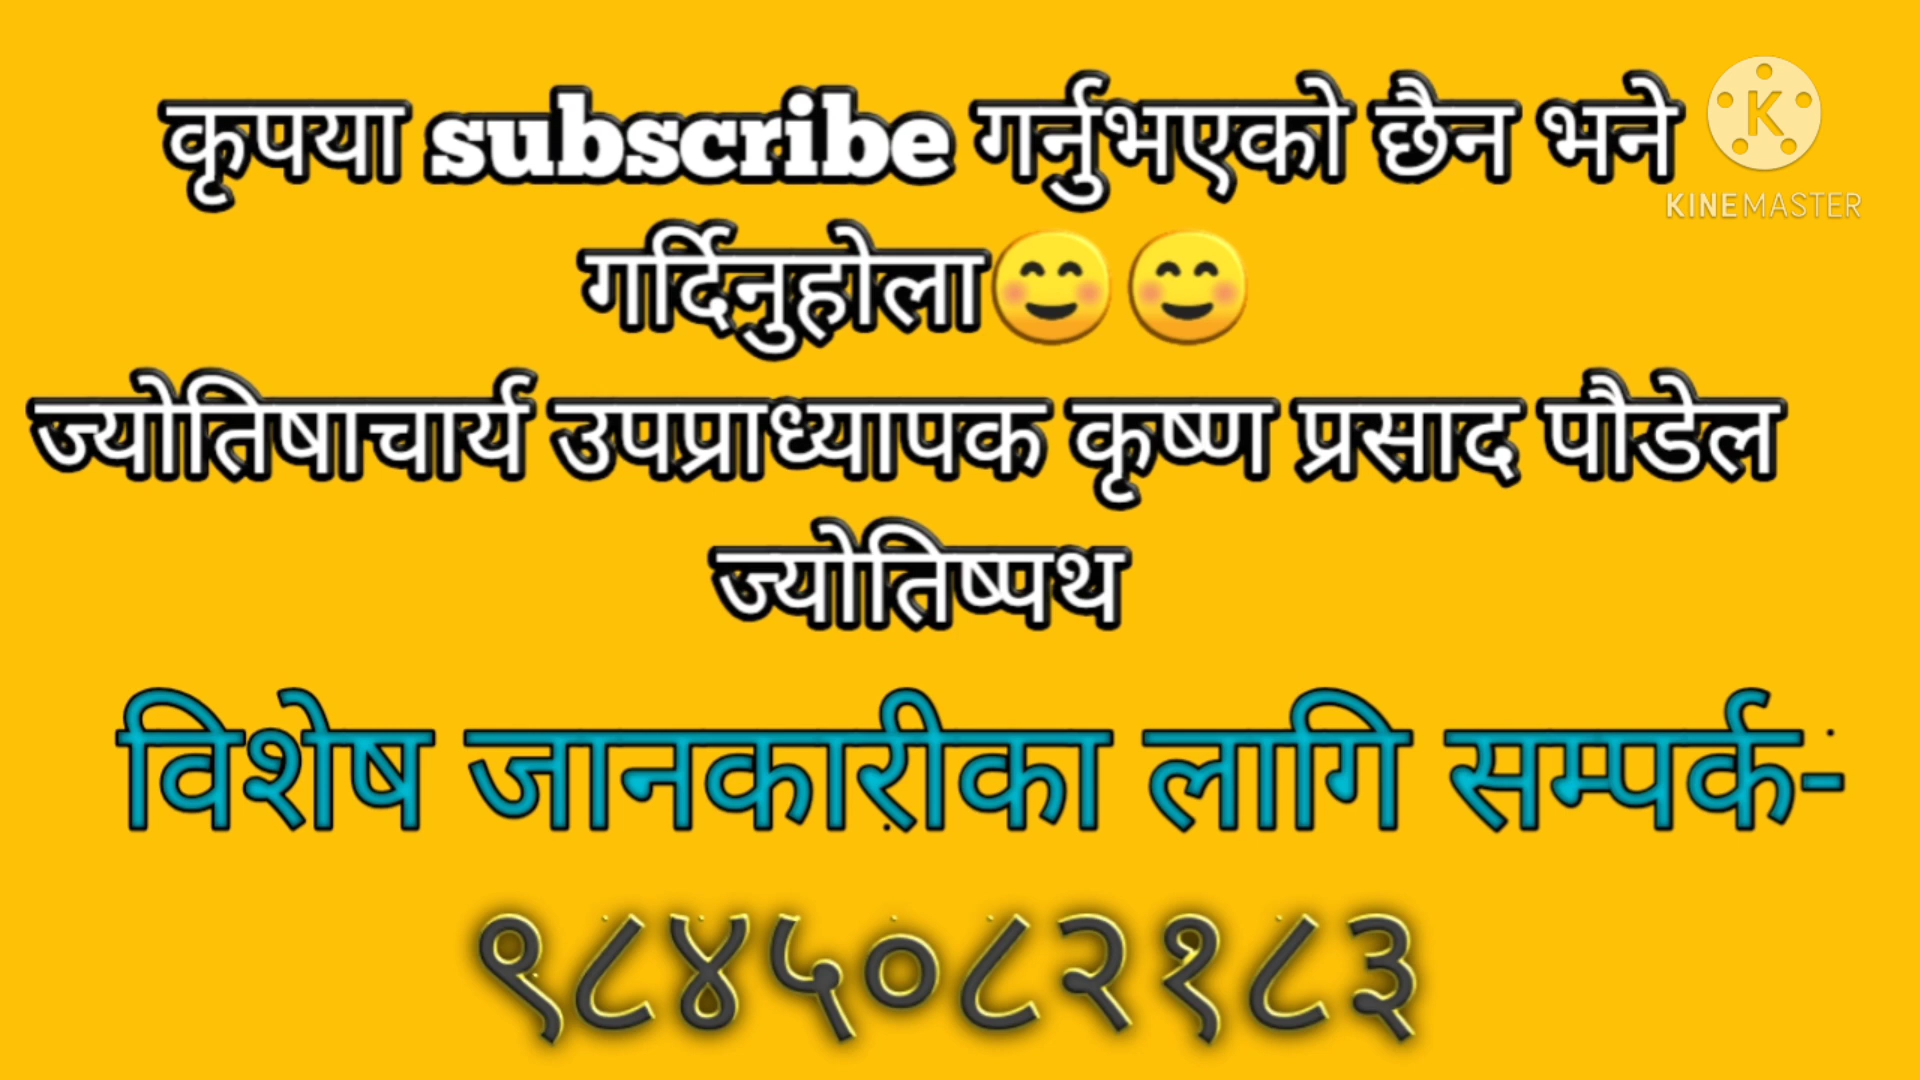 कृपया subscribe गर्नुभएको छैन भने
गर्दिनुहोला😊😊
ज्योतिषाचार्य उपप्राध्यापक कृष्ण प्रसाद पौडेल
ज्योतिष्पथ
विशेष जानकारीका लागि सम्पर्क-
९८४५०८२१८३
KINEMASTER